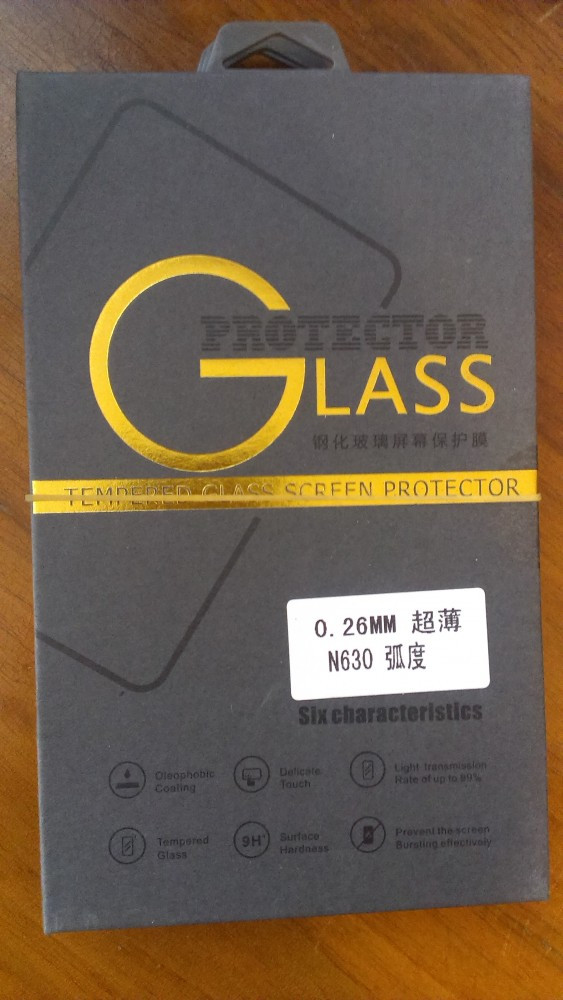 PROTECTOR
GLASS
钢化玻璃屏幕保护膜
TEMPERED GLASS SCREEN PROTECTOR
0.26MM 超薄
N630 弧度
Six characteristics
Oleophobic
Coating
Delicate
Touch
Light transmission
Rate of up to 99%
Tempered
Glass
9H
Surface
Hardness
Prevent the screen
Bursting effectively